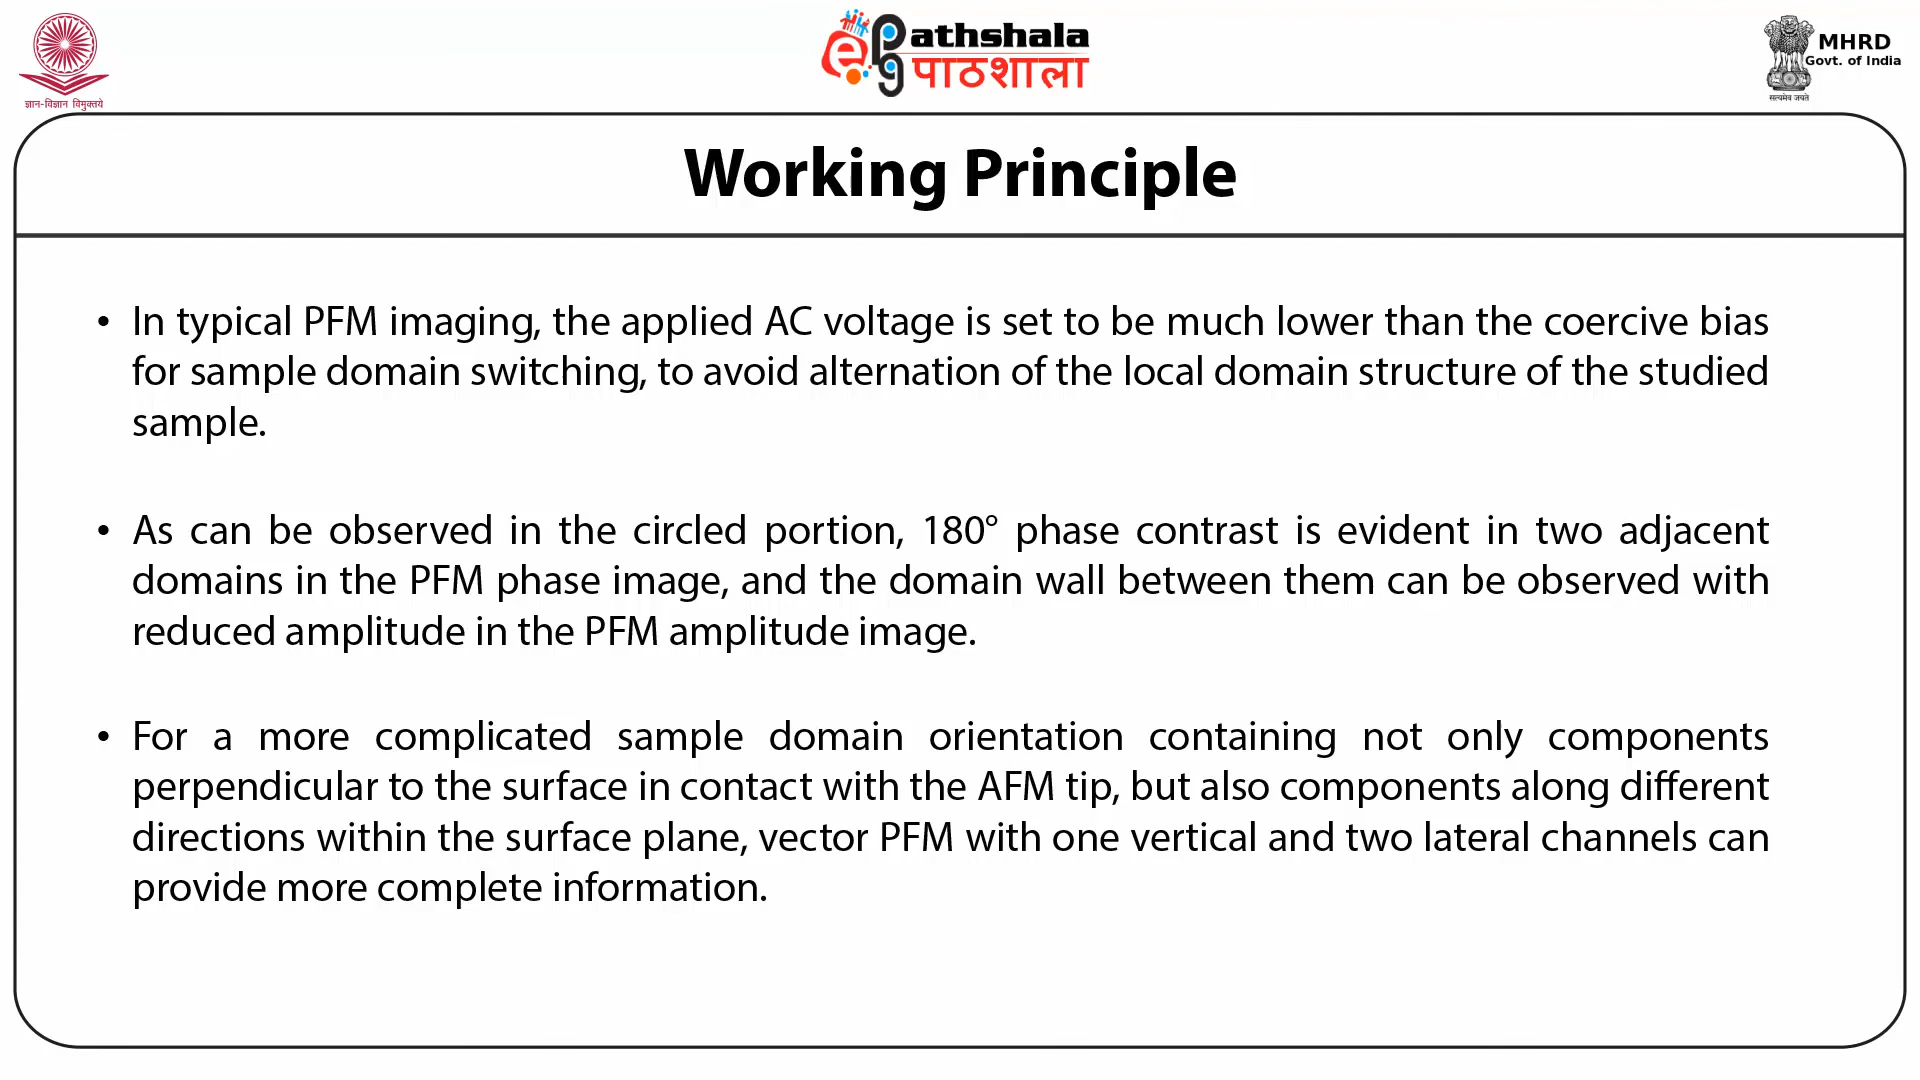 ज्ञान-विज्ञान विमुक्तये
ePathshala
पाठशाला
MHRD
Govt. of India
सत्यमेव जयते
Working Principle
• In typical PFM imaging, the applied AC voltage is set to be much lower than the coercive bias
for sample domain switching, to avoid alternation of the local domain structure of the studied
sample.
• As can be observed in the circled portion, 180° phase contrast is evident in two adjacent
domains in the PFM phase image, and the domain wall between them can be observed with
reduced amplitude in the PFM amplitude image.
• For a more complicated sample domain orientation containing not only components
perpendicular to the surface in contact with the AFM tip, but also components along different
directions within the surface plane, vector PFM with one vertical and two lateral channels can
provide more complete information.